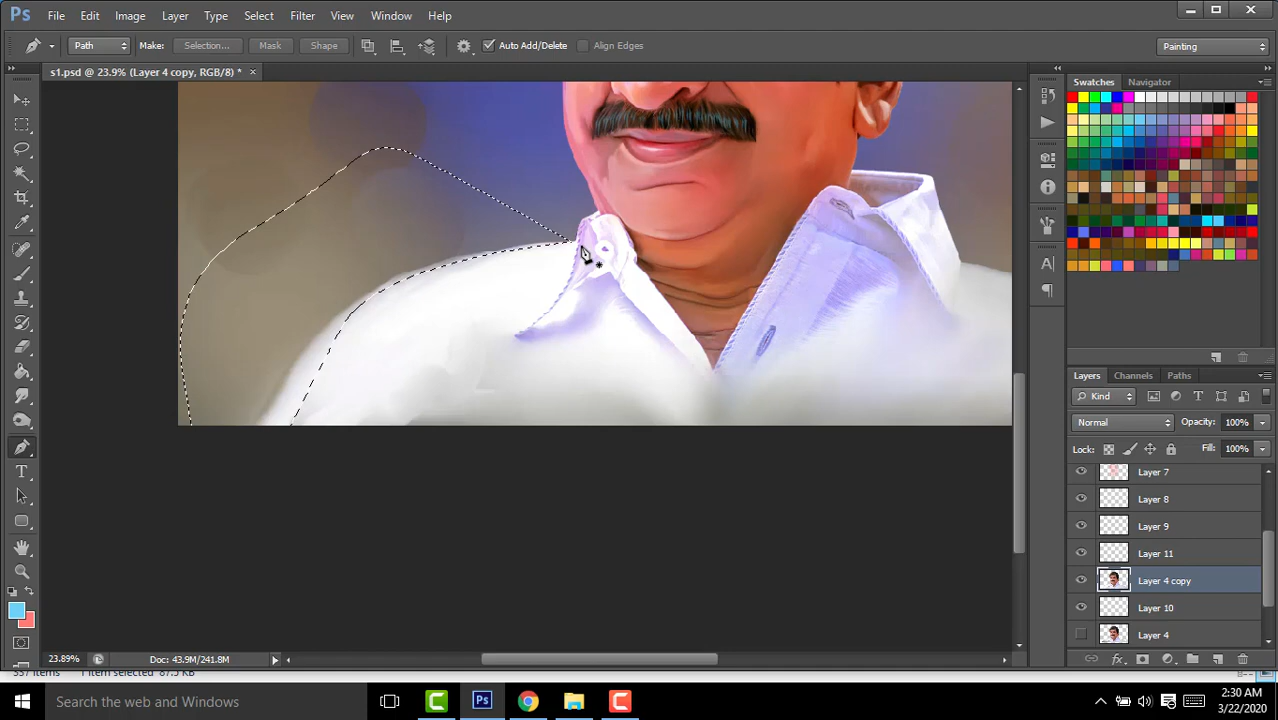 Ps File Edit Image Layer Type Select Filter View Window Help
Path Make: Selection... Mask Shape Auto Add/Delete Align Edges Painting
s1.psd @ 23.9% (Layer 4 copy, RGB/8) *
Swatches Navigator
Layers Channels Paths
Kind
Normal Opacity: 100%
Lock: Fill: 100%
Layer 7
Layer 8
Layer 9
Layer 11
Layer 4 copy
Layer 10
Layer 4
23.89% Doc: 43.9M/241.8M
Search the web and Windows
2:30 AM
3/22/2020